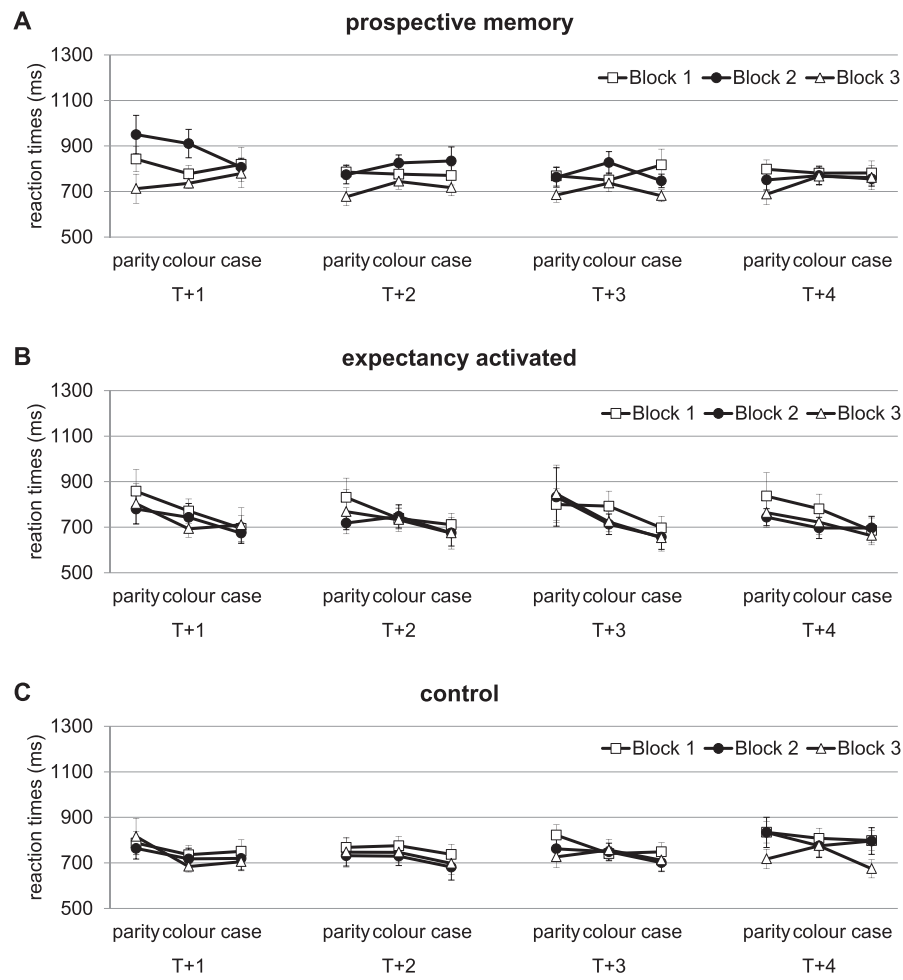 A prospective memory
1300
Block 1 Block 2 Block 3
1100
900
700
500
reaction times (ms)
parity colour case parity colour case parity colour case parity colour case
T+1 T+2 T+3 T+4
B expectancy activated
1300
Block 1 Block 2 Block 3
1100
900
700
500
reation times (ms)
parity colour case parity colour case parity colour case parity colour case
T+1 T+2 T+3 T+4
C control
1300
Block 1 Block 2 Block 3
1100
900
700
500
reaction times (ms)
parity colour case parity colour case parity colour case parity colour case
T+1 T+2 T+3 T+4